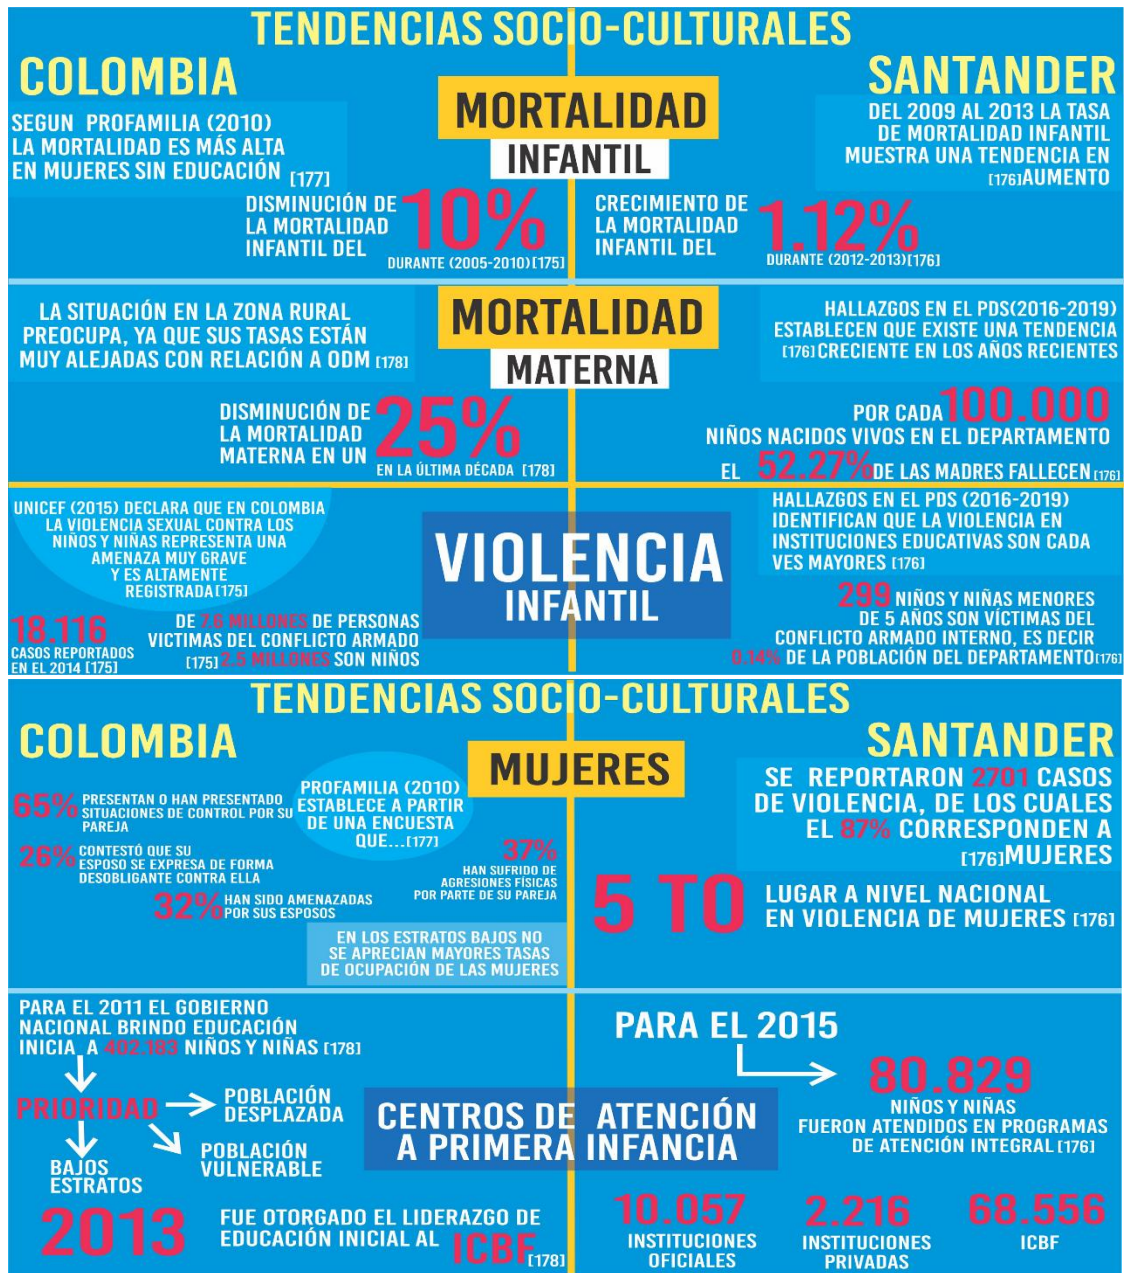 TENDENCIAS SOCIO-CULTURALES
COLOMBIA
SANTANDER
MORTALIDAD
INFANTIL
SEGUN PROFAMILIA (2010)
LA MORTALIDAD ES MÁS ALTA
EN MUJERES SIN EDUCACIÓN [177]
DISMINUCIÓN DE
LA MORTALIDAD
INFANTIL DEL
10%
DURANTE (2005-2010)[175]
DEL 2009 AL 2013 LA TASA
DE MORTALIDAD INFANTIL
MUESTRA UNA TENDENCIA EN
[176]AUMENTO
CRECIMIENTO DE
LA MORTALIDAD
INFANTIL DEL
1.12%
DURANTE (2012-2013)[176]
MORTALIDAD
MATERNA
LA SITUACIÓN EN LA ZONA RURAL
PREOCUPA, YA QUE SUS TASAS ESTÁN
MUY ALEJADAS CON RELACIÓN A ODM [178]
DISMINUCIÓN DE
LA MORTALIDAD
MATERNA EN UN
25%
EN LA ÚLTIMA DÉCADA [178]
HALLAZGOS EN EL PDS(2016-2019)
ESTABLECEN QUE EXISTE UNA TENDENCIA
[176] CRECIENTE EN LOS AÑOS RECIENTES
POR CADA 100.000
NIÑOS NACIDOS VIVOS EN EL DEPARTAMENTO
EL 52.27% DE LAS MADRES FALLECEN [176]
VIOLENCIA
INFANTIL
UNICEF (2015) DECLARA QUE EN COLOMBIA
LA VIOLENCIA SEXUAL CONTRA LOS
NIÑOS Y NIÑAS REPRESENTA UNA
AMENAZA MUY GRAVE
Y ES ALTAMENTE
REGISTRADA[175]
18.116
CASOS REPORTADOS
EN EL 2014 [175]
DE 7.6 MILLONES DE PERSONAS
VICTIMAS DEL CONFLICTO ARMADO
[175] 2.5 MILLONES SON NIÑOS
HALLAZGOS EN EL PDS (2016-2019)
IDENTIFICAN QUE LA VIOLENCIA EN
INSTITUCIONES EDUCATIVAS SON CADA
VES MAYORES [176]
299 NIÑOS Y NIÑAS MENORES
DE 5 AÑOS SON VÍCTIMAS DEL
CONFLICTO ARMADO INTERNO, ES DECIR
0.14% DE LA POBLACIÓN DEL DEPARTAMENTO[176]
TENDENCIAS SOCIO-CULTURALES
COLOMBIA
SANTANDER
MUJERES
65% PRESENTAN O HAN PRESENTADO
SITUACIONES DE CONTROL POR SU
PAREJA
PROFAMILIA (2010)
ESTABLECE A PARTIR
DE UNA ENCUESTA
QUE...[177]
26% CONTESTÓ QUE SU
ESPOSO SE EXPRESA DE FORMA
DESOBLIGANTE CONTRA ELLA
37%
HAN SUFRIDO DE
AGRESIONES FÍSICAS
POR PARTE DE SU PAREJA
32% HAN SIDO AMENAZADAS
POR SUS ESPOSOS
EN LOS ESTRATOS BAJOS NO
SE APRECIAN MAYORES TASAS
DE OCUPACIÓN DE LAS MUJERES
SE REPORTARON 2701 CASOS
DE VIOLENCIA, DE LOS CUALES
EL 87% CORRESPONDEN A
[176]MUJERES
5 TO
LUGAR A NIVEL NACIONAL
EN VIOLENCIA DE MUJERES [176]
CENTROS DE ATENCIÓN
A PRIMERA INFANCIA
PARA EL 2011 EL GOBIERNO
NACIONAL BRINDO EDUCACIÓN
INICIA A 402.183 NIÑOS Y NIÑAS [178]
PRIORIDAD
POBLACIÓN
DESPLAZADA
POBLACIÓN
VULNERABLE
BAJOS
ESTRATOS
2013
FUE OTORGADO EL LIDERAZGO DE
EDUCACIÓN INICIAL AL ICBF[178]
PARA EL 2015
80.829
NIÑOS Y NIÑAS
FUERON ATENDIDOS EN PROGRAMAS
DE ATENCIÓN INTEGRAL [176]
10.057
INSTITUCIONES
OFICIALES
2.216
INSTITUCIONES
PRIVADAS
68.556
ICBF